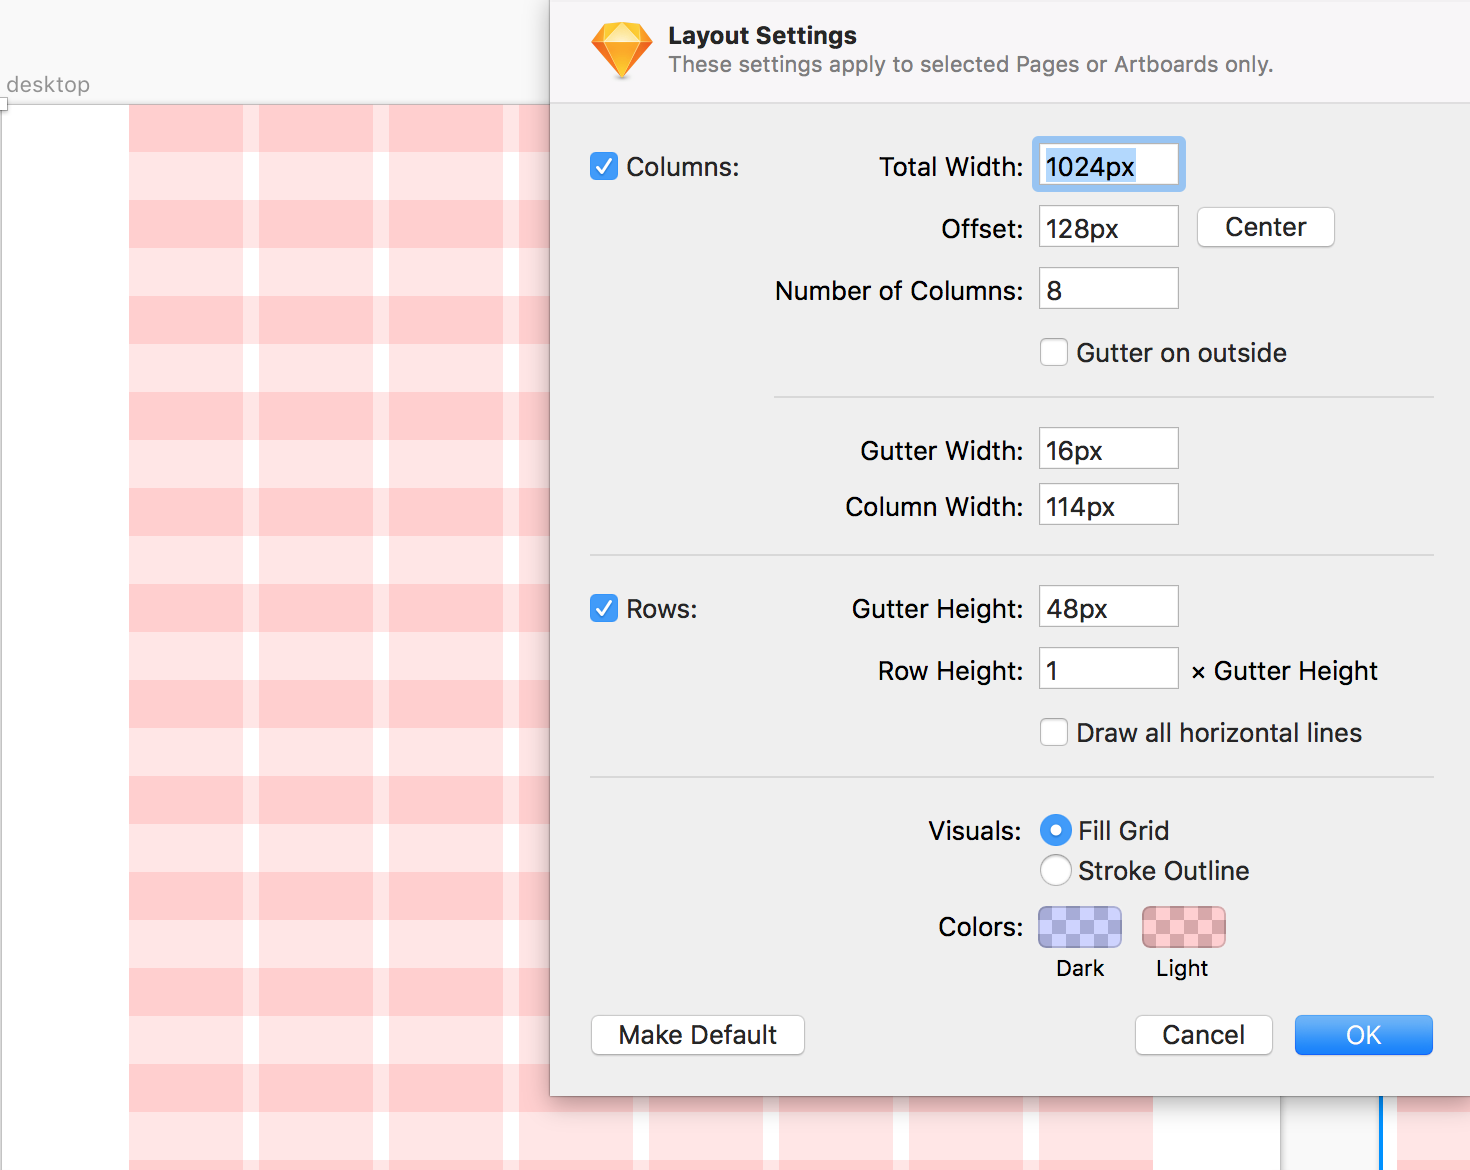 Layout Settings
These settings apply to selected Pages or Artboards only.
desktop
Columns: Total Width: 1024px
Offset: 128px Center
Number of Columns: 8
Gutter on outside
Gutter Width: 16px
Column Width: 114px
Rows: Gutter Height: 48px
Row Height: 1 × Gutter Height
Draw all horizontal lines
Visuals: Fill Grid
Stroke Outline
Colors:
Dark Light
Make Default Cancel OK